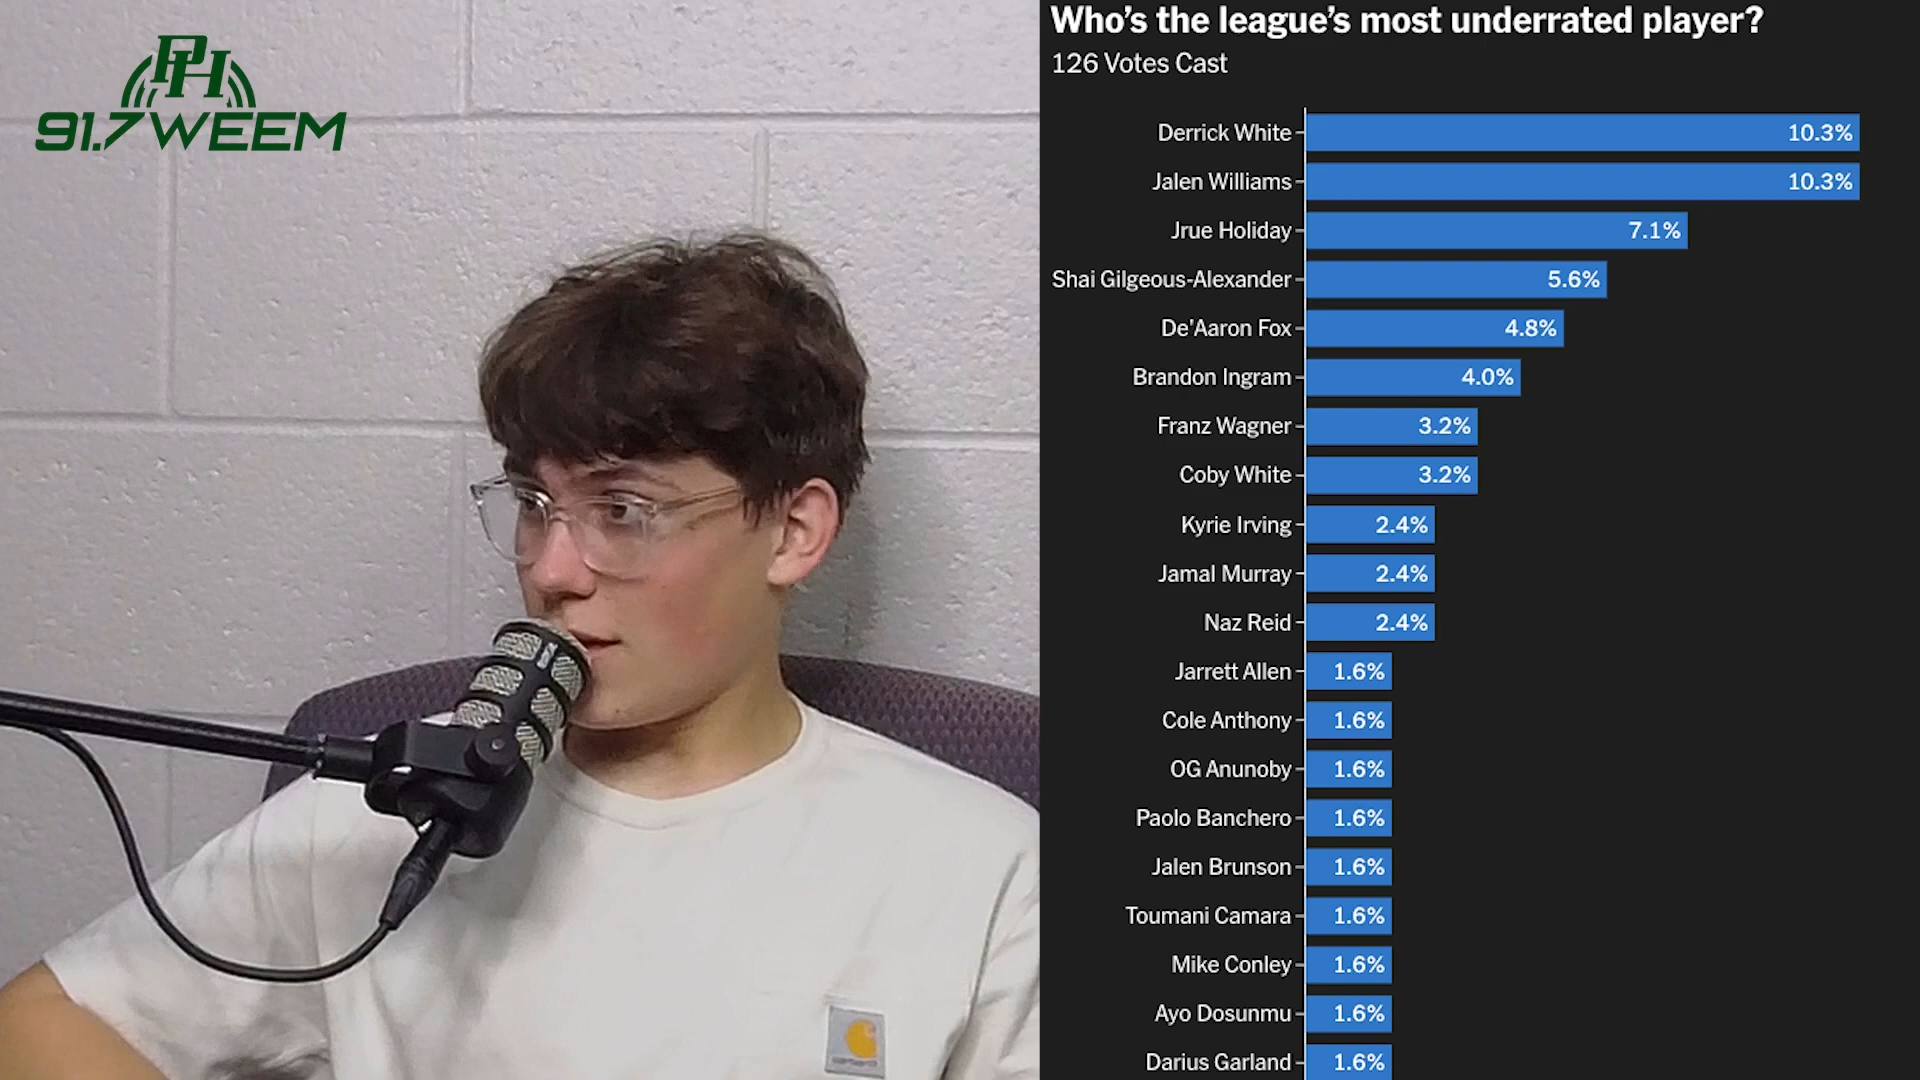 PH
91.7 WEEM
Who's the league's most underrated player?
126 Votes Cast
Derrick White 10.3%
Jalen Williams 10.3%
Jrue Holiday 7.1%
Shai Gilgeous-Alexander 5.6%
De'Aaron Fox 4.8%
Brandon Ingram 4.0%
Franz Wagner 3.2%
Coby White 3.2%
Kyrie Irving 2.4%
Jamal Murray 2.4%
Naz Reid 2.4%
Jarrett Allen 1.6%
Cole Anthony 1.6%
OG Anunoby 1.6%
Paolo Banchero 1.6%
Jalen Brunson 1.6%
Toumani Camara 1.6%
Mike Conley 1.6%
Ayo Dosunmu 1.6%
Darius Garland 1.6%